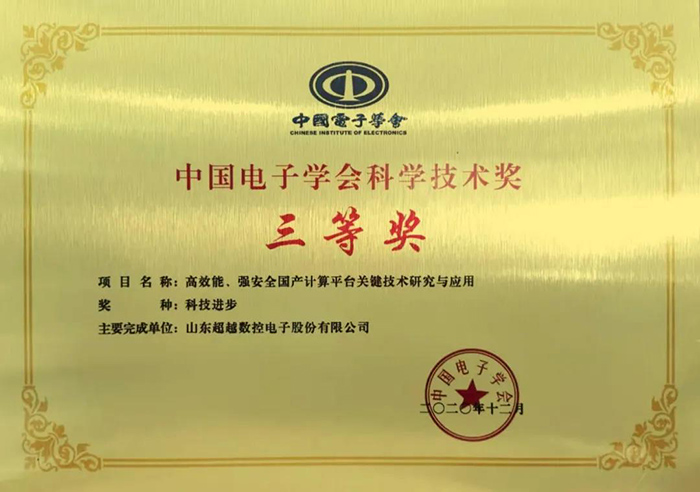 中國電子學會
CHINESE INSTITUTE OF ELECTRONICS
中国电子学会科学技术奖
三等奖
项目名称：高效能、强安全国产计算平台关键技术研究与应用
奖种：科技进步
主要完成单位：山东超越数控电子股份有限公司
中国电子学会
二〇二〇年十二月